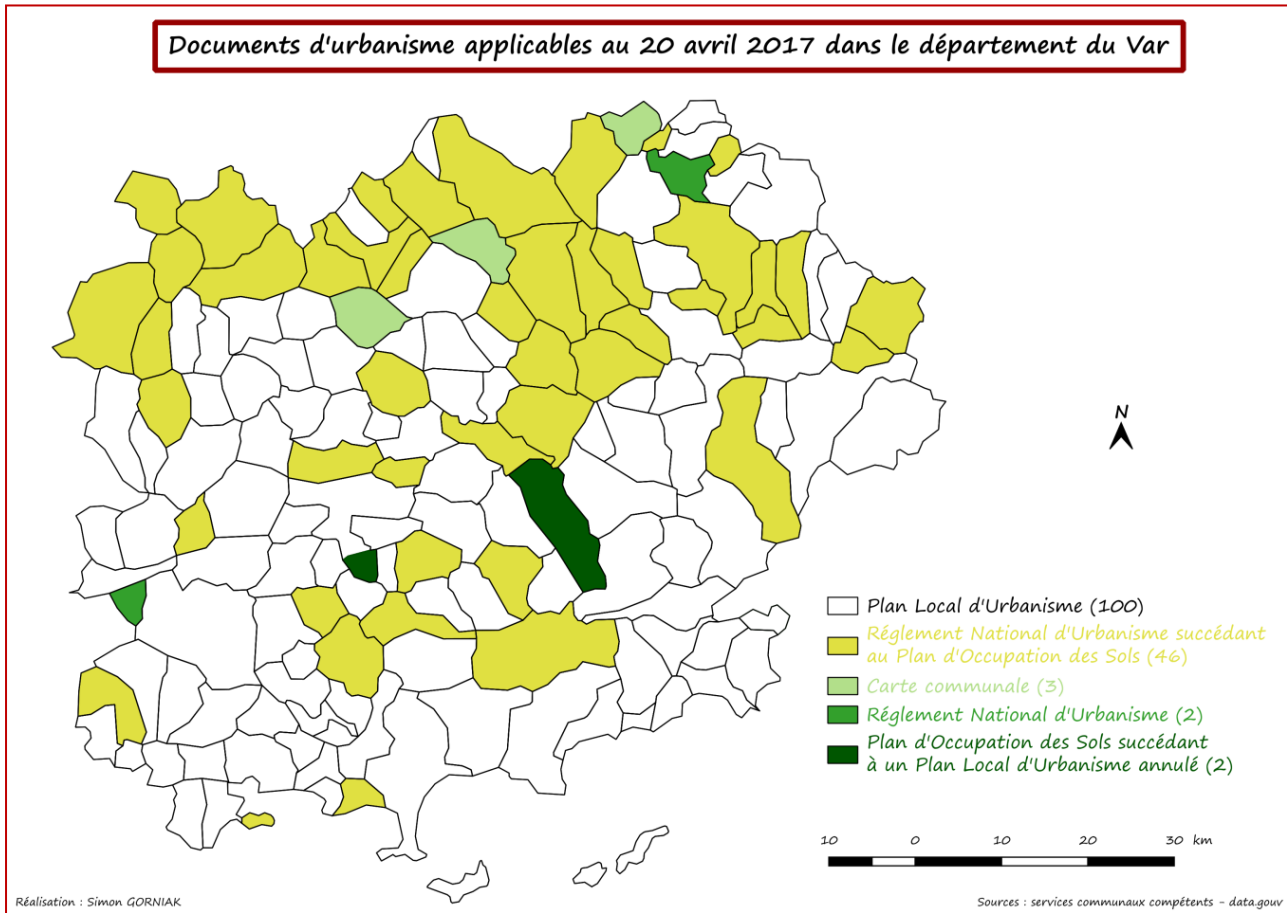 Documents d'urbanisme applicables au 20 avril 2017 dans le département du Var
N
Plan Local d'Urbanisme (100)
Réglement National d'Urbanisme succédant
au Plan d'Occupation des Sols (46)
Carte communale (3)
Réglement National d'Urbanisme (2)
Plan d'Occupation des Sols succédant
à un Plan Local d'Urbanisme annulé (2)
10 0 10 20 30 km
Réalisation : Simon GORNIAK
Sources : services communaux compétents - data.gouv